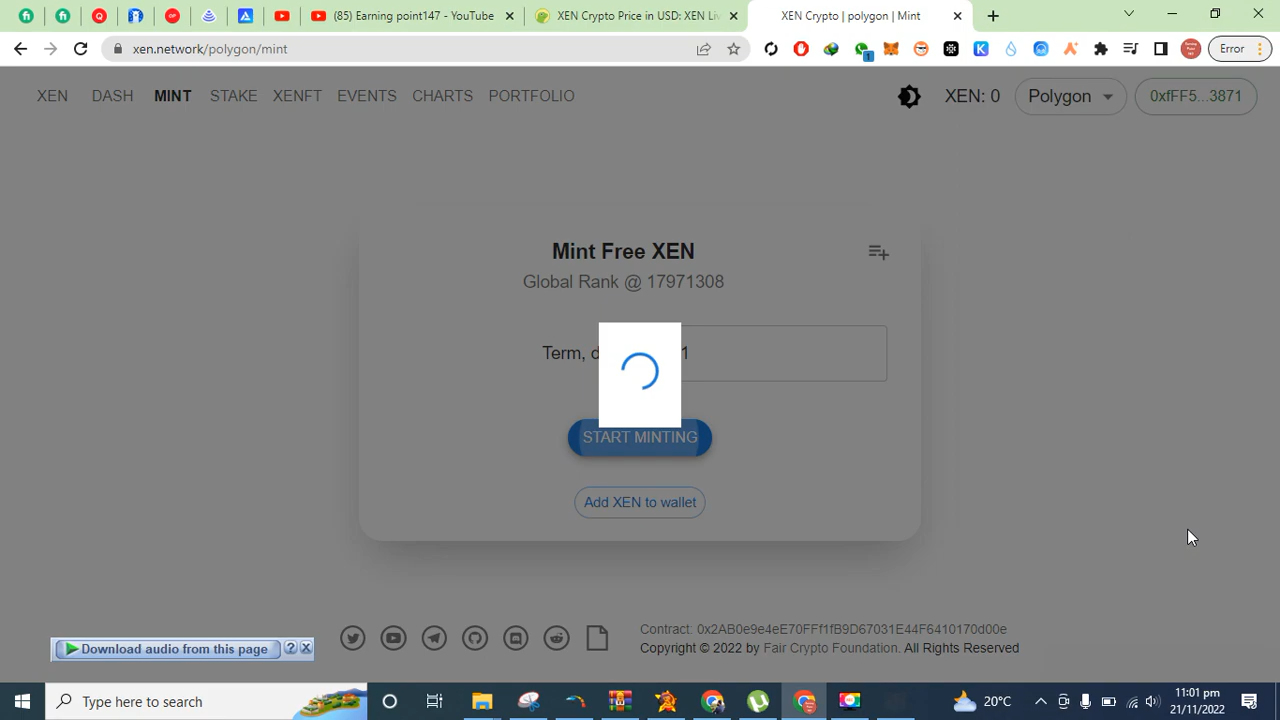 (85) Earning point147 - YouTube
XEN Crypto Price in USD: XEN Liv
XEN Crypto | polygon | Mint
xen.network/polygon/mint
1
Error
XEN
DASH
MINT
STAKE
XENFT
EVENTS
CHARTS
PORTFOLIO
XEN: 0
Polygon
0xfFF5...3871
Mint Free XEN
Global Rank @ 17971308
Term, d
1
START MINTING
Add XEN to wallet
Contract: 0x2AB0e9e4eE70FFf1fB9D67031E44F6410170d00e
Copyright © 2022 by Fair Crypto Foundation. All Rights Reserved
Download audio from this page
?
X
Type here to search
20°C
11:01 pm
21/11/2022